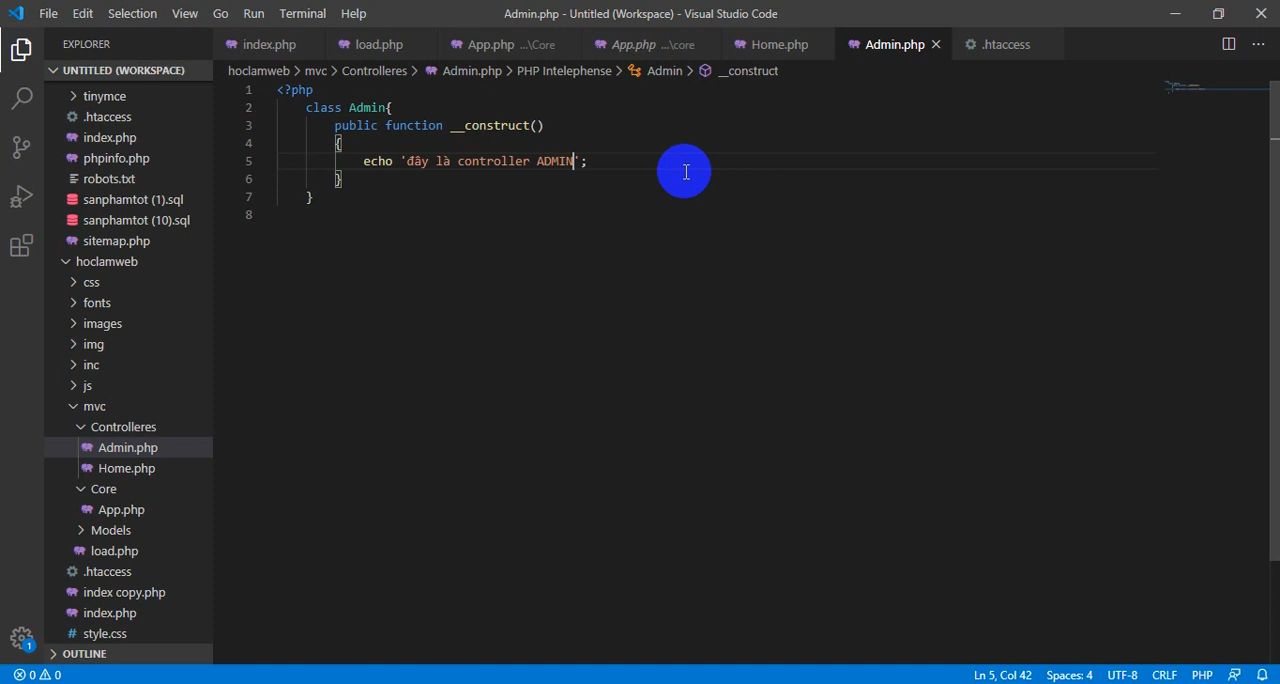 File Edit Selection View Go Run Terminal Help Admin.php - Untitled (Workspace) - Visual Studio Code
EXPLORER
index.php load.php App.php ...\Core App.php ...\core Home.php Admin.php .htaccess
UNTITLED (WORKSPACE)
hoclamweb > mvc > Controlleres > Admin.php > PHP Intelephense > Admin > __construct
tinymce
.htaccess
index.php
phpinfo.php
robots.txt
sanphamtot (1).sql
sanphamtot (10).sql
sitemap.php
hoclamweb
css
fonts
images
img
inc
js
mvc
Controlleres
Admin.php
Home.php
Core
App.php
Models
load.php
.htaccess
index copy.php
index.php
style.css
OUTLINE
1 <?php
2 class Admin{
3 public function __construct()
4 {
5 echo 'đây là controller ADMIN';
6 }
7 }
8
1
0 0 Ln 5, Col 42 Spaces: 4 UTF-8 CRLF PHP